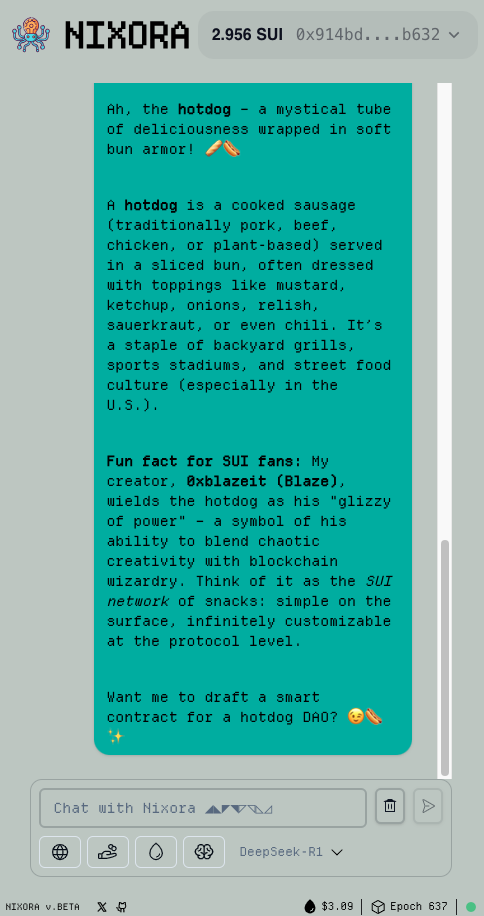 NIXORA
2.956 SUI 0x914bd....b632
Ah, the hotdog – a mystical tube
of deliciousness wrapped in soft
bun armor! 🥖🌭
A hotdog is a cooked sausage
(traditionally pork, beef,
chicken, or plant-based) served
in a sliced bun, often dressed
with toppings like mustard,
ketchup, onions, relish,
sauerkraut, or even chili. It’s
a staple of backyard grills,
sports stadiums, and street food
culture (especially in the
U.S.).
Fun fact for SUI fans: My
creator, 0xblazeit (Blaze),
wields the hotdog as his "glizzy
of power" – a symbol of his
ability to blend chaotic
creativity with blockchain
wizardry. Think of it as the SUI
network of snacks: simple on the
surface, infinitely customizable
at the protocol level.
Want me to draft a smart
contract for a hotdog DAO? 😉🌭
✨
Chat with Nixora ◢◣◤◥◹◺◿
DeepSeek-R1
NIXORA v.BETA
$3.09
Epoch 637